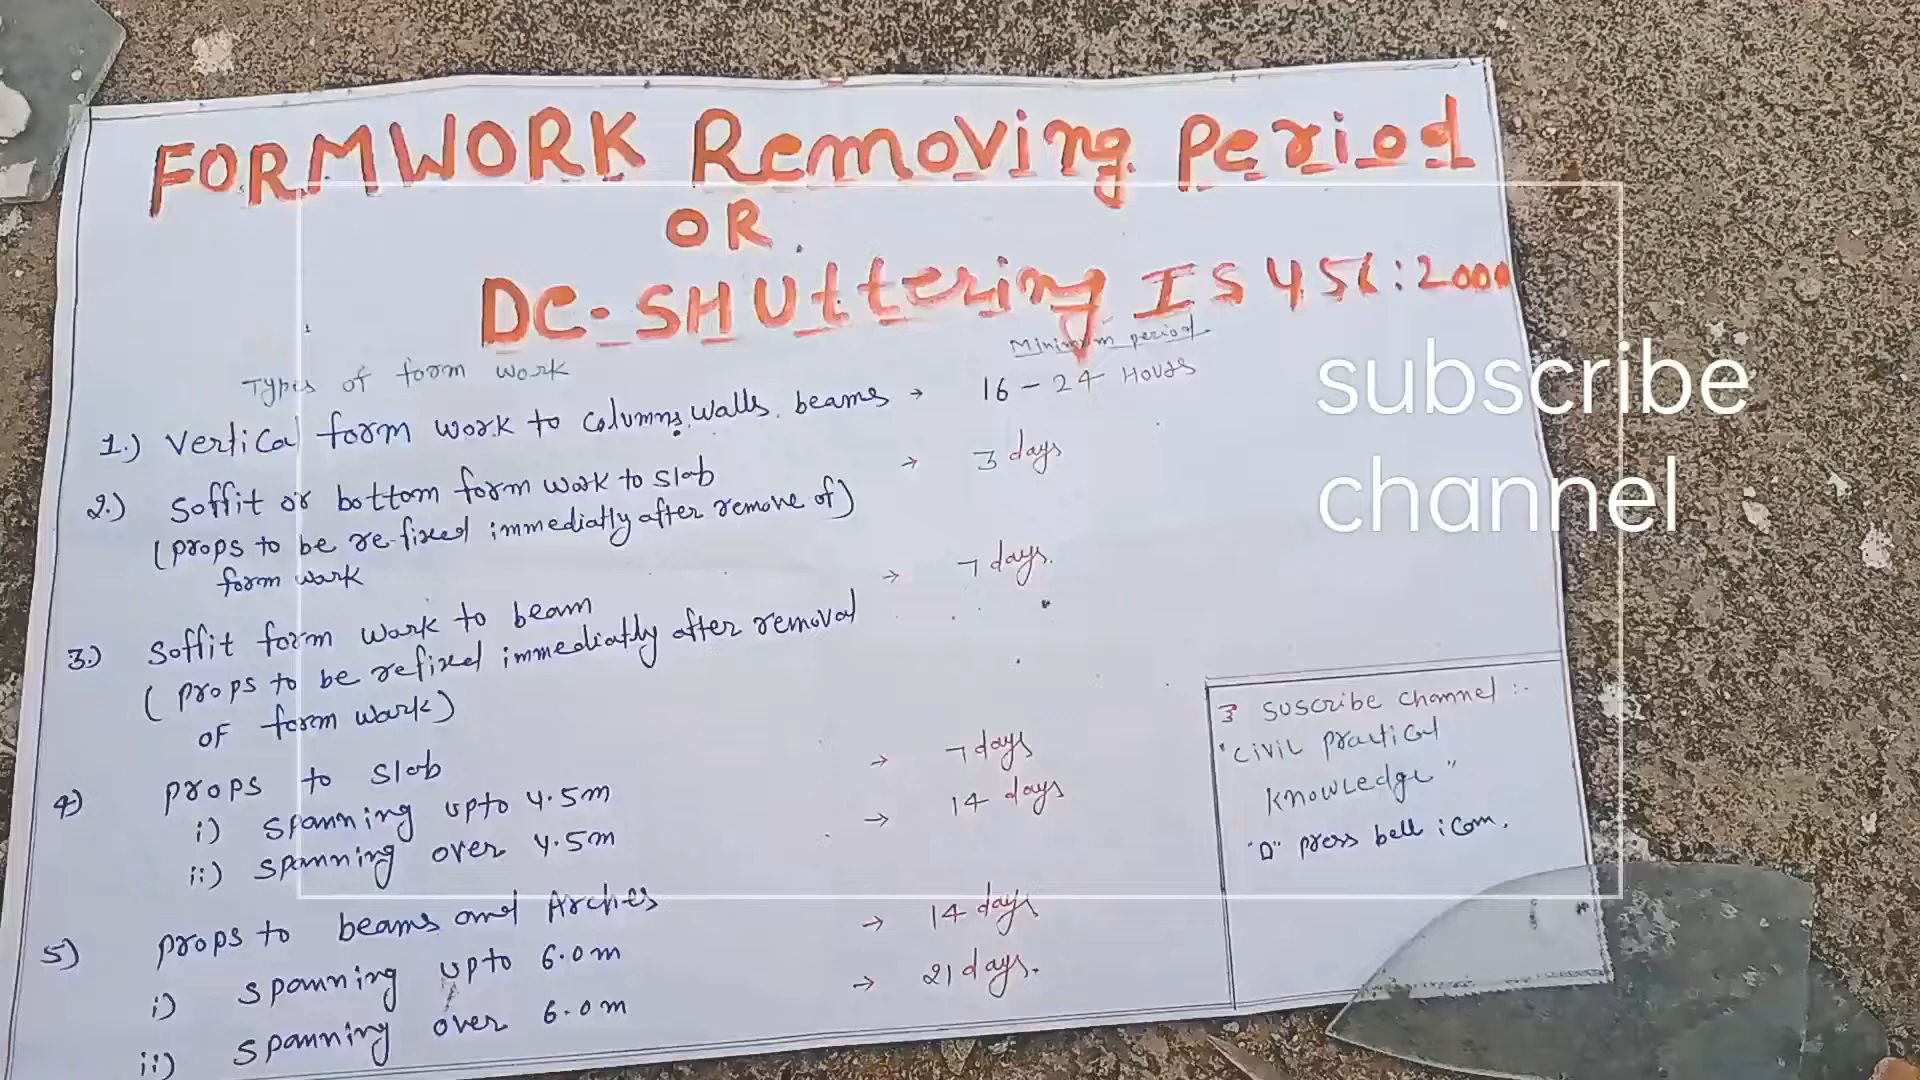 FORMWORK Removing Period
OR
DE-SHUttering IS 456:2000
Types of form work
Minimum period
1.) Vertical form work to columns, walls, beams → 16-24 Hours
2.) Soffit or bottom form work to slab → 3 days
(props to be re-fixed immediatly after remove of)
form work
3.) Soffit form work to beam → 7 days.
(props to be refixed immediatly after removal
OF form work)
4) props to slab
i) spanning upto 4.5m → 7 days
ii) spanning over 4.5m → 14 days
5) props to beams and Arches
i) spanning upto 6.0m → 14 days
ii) spanning over 6.0m → 21 days.
subscribe
channel
suscribe channel :-
"Civil practical
Knowledge"
press bell icom.